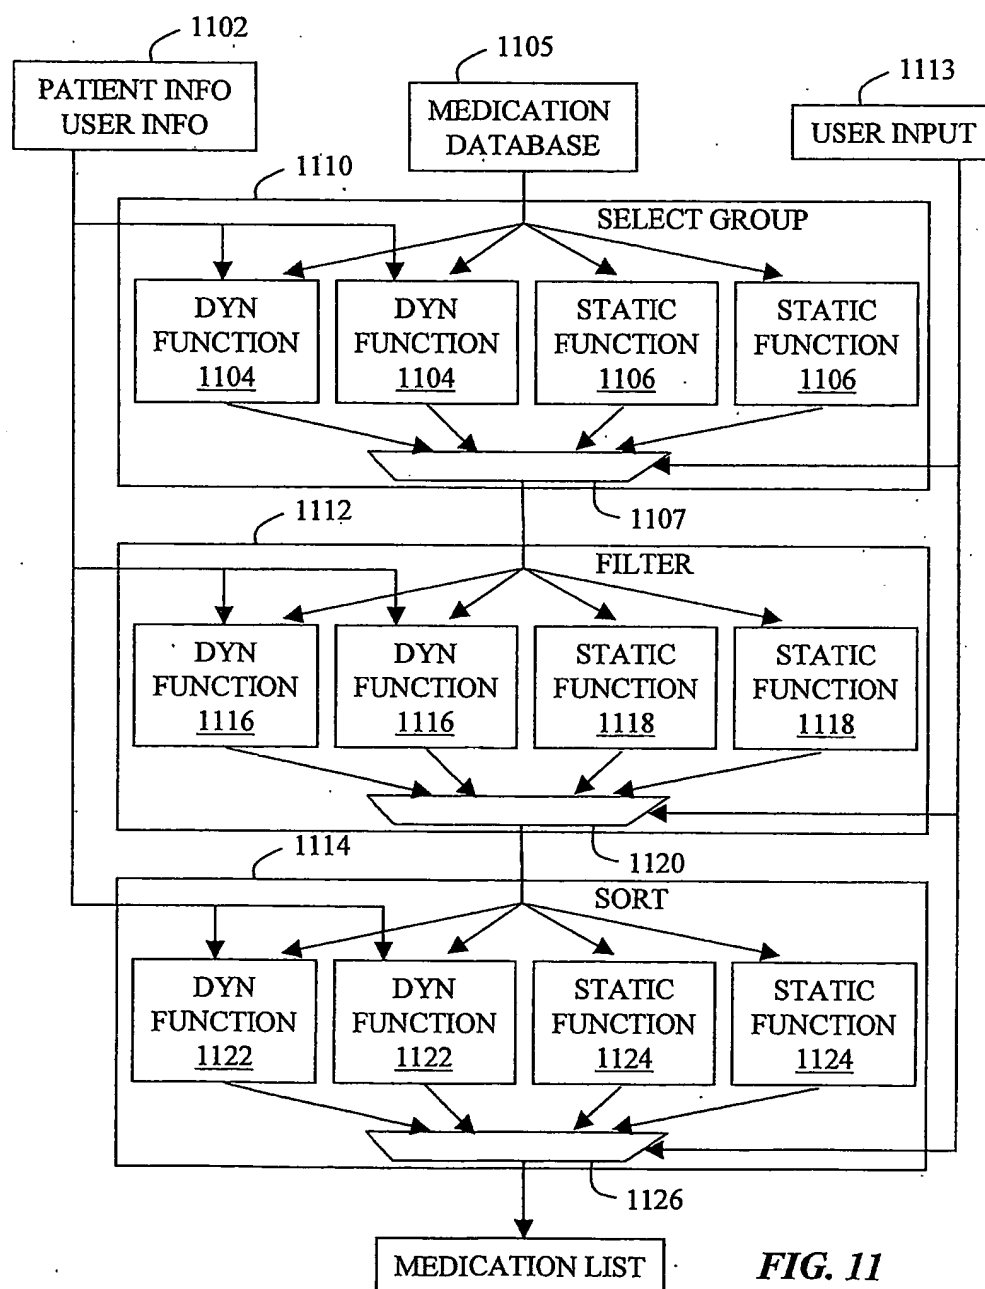 1102
1105
1113
PATIENT INFO
USER INFO
MEDICATION
DATABASE
USER INPUT
1110
SELECT GROUP
DYN
FUNCTION
1104
DYN
FUNCTION
1104
STATIC
FUNCTION
1106
STATIC
FUNCTION
1106
1107
1112
FILTER
DYN
FUNCTION
1116
DYN
FUNCTION
1116
STATIC
FUNCTION
1118
STATIC
FUNCTION
1118
1120
1114
SORT
DYN
FUNCTION
1122
DYN
FUNCTION
1122
STATIC
FUNCTION
1124
STATIC
FUNCTION
1124
1126
MEDICATION LIST
FIG. 11